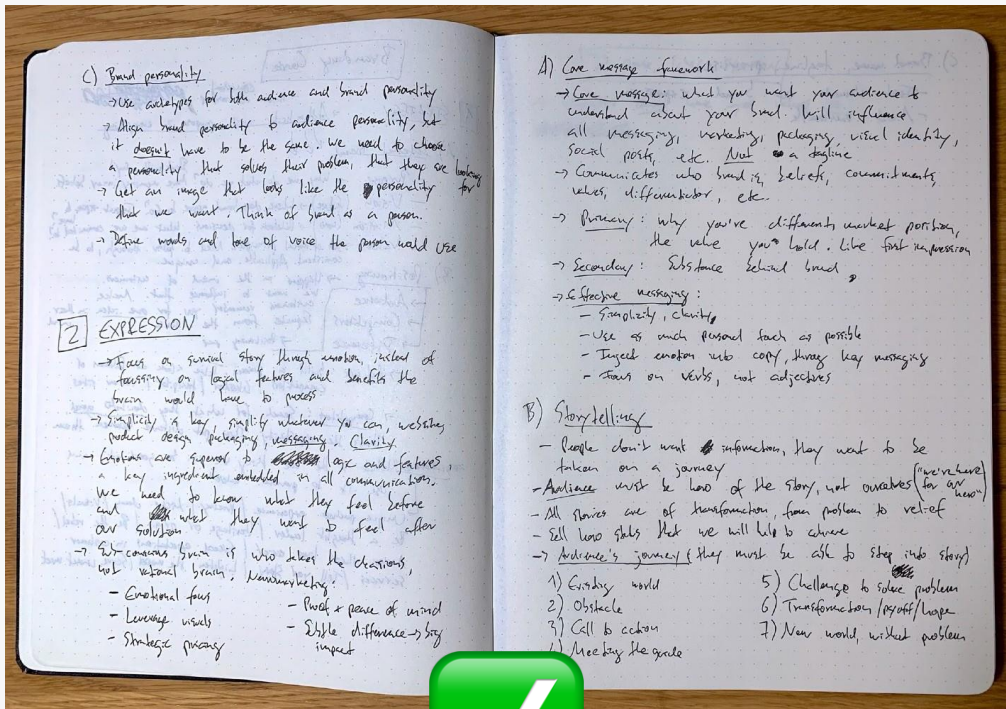 C) Brand personality
→ Use archetypes for both audience and brand personality
→ Align brand personality to audience personality, but
it doesn't have to be the same. We need to choose
a personality that solves their problem, that they are looking
for
→ Get an image that looks like the personality
that we want. Think of brand as a person.
→ Define words and tone of voice the person would use
2 EXPRESSION
→ Focus on survival story through emotion, instead of
focussing on logical features and benefits the
brain would have to process
→ Simplicity is key, simplify whatever you can, websites,
product design packaging, messaging. Clarity.
→ Emotions are superior to logic and features,
a key ingredient embedded in all communication.
We need to know what they feel before
and what they want to feel after
our solution
→ Sub-conscious brain is who takes the decisions,
not rational brain. Neuromarketing:
– Emotional focus
– Leverage visuals
– Strategic pricing
– Proof + peace of mind
– Subtle difference → big
impact
A) Core message framework
→ Core message: what you want your audience to
understand about your brand. Will influence
all messaging, marketing, packaging, visual identity,
social posts, etc. Not a tagline
→ Communicates who brand is, beliefs, commitments,
values, differentiator, etc.
→ Primary: why you're different, market position,
the value you hold. Like first impression
→ Secondary: Substance behind brand
→ Effective messaging:
– Simplicity, clarity
– Use as much personal touch as possible
– Inject emotion into copy, through key messaging
– Focus on verbs, not adjectives
B) Storytelling
– People don't want information, they want to be
taken on a journey
– Audience must be hero of the story, not ourselves ("we're here
for our
hero")
– All stories are of transformation, from problem to relief
– Sell hero status that we will help to achieve
→ Audience's journey (they must be able to step into story)
1) Existing world
2) Obstacle
3) Call to action
4) Meeting the guide
5) Challenge to solve problem
6) Transformation/payoff/hope
7) New world, without problem